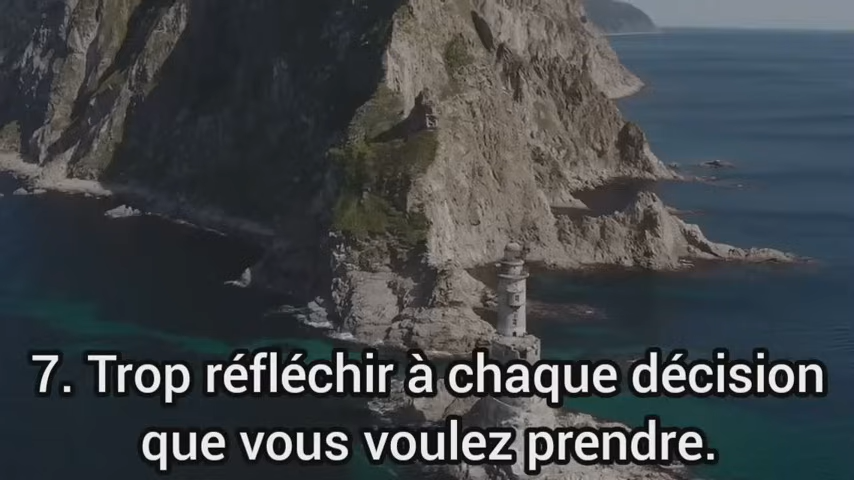 7. Trop réfléchir à chaque décision
que vous voulez prendre.